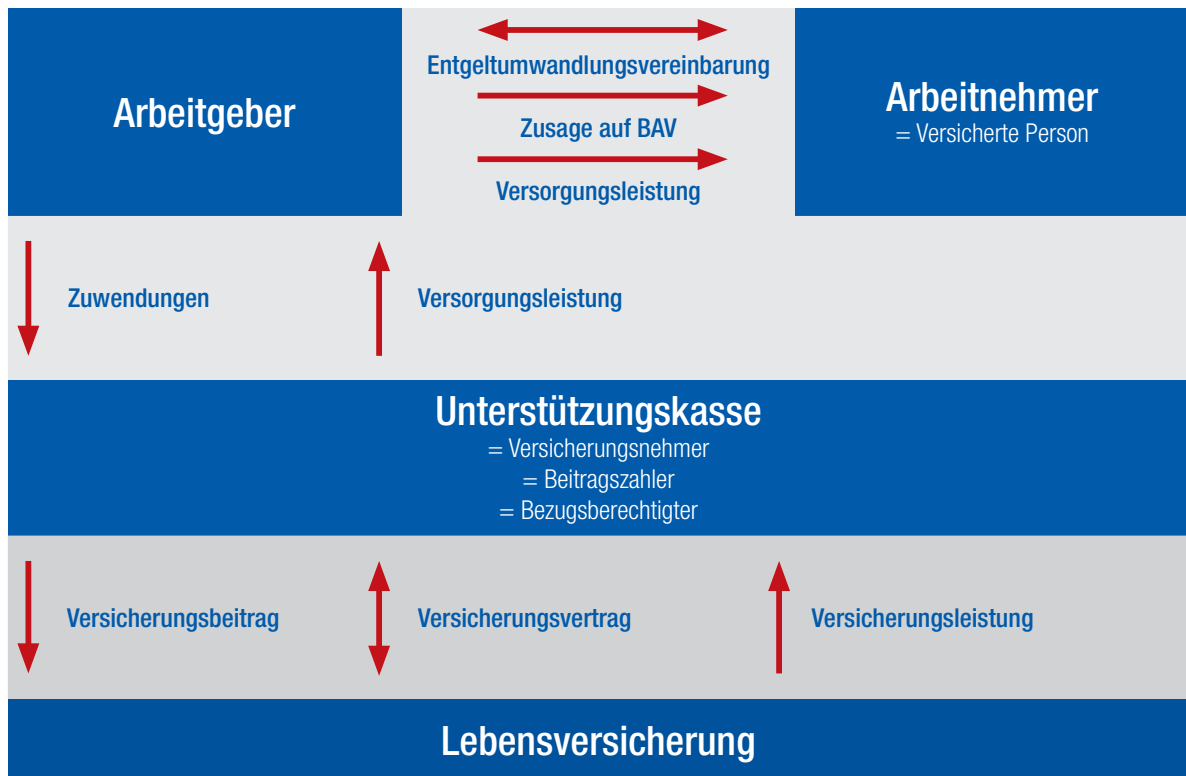 Arbeitgeber
Entgeltumwandlungsvereinbarung
Zusage auf BAV
Versorgungsleistung
Arbeitnehmer
= Versicherte Person
Zuwendungen
Versorgungsleistung
Unterstützungskasse
= Versicherungsnehmer
= Beitragszahler
= Bezugsberechtigter
Versicherungsbeitrag
Versicherungsvertrag
Versicherungsleistung
Lebensversicherung